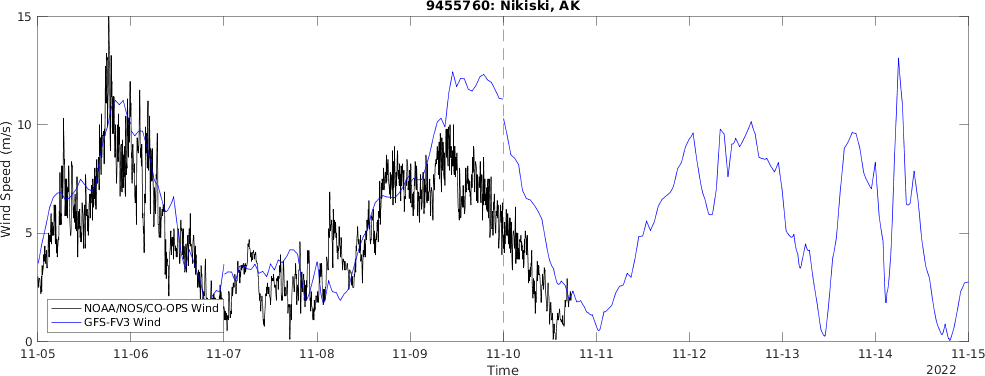 9455760: Nikiski, AK
15
10
5
0
Wind Speed (m/s)
NOAA/NOS/CO-OPS Wind
GFS-FV3 Wind
11-05 11-06 11-07 11-08 11-09 11-10 11-11 11-12 11-13 11-14 11-15
Time
2022